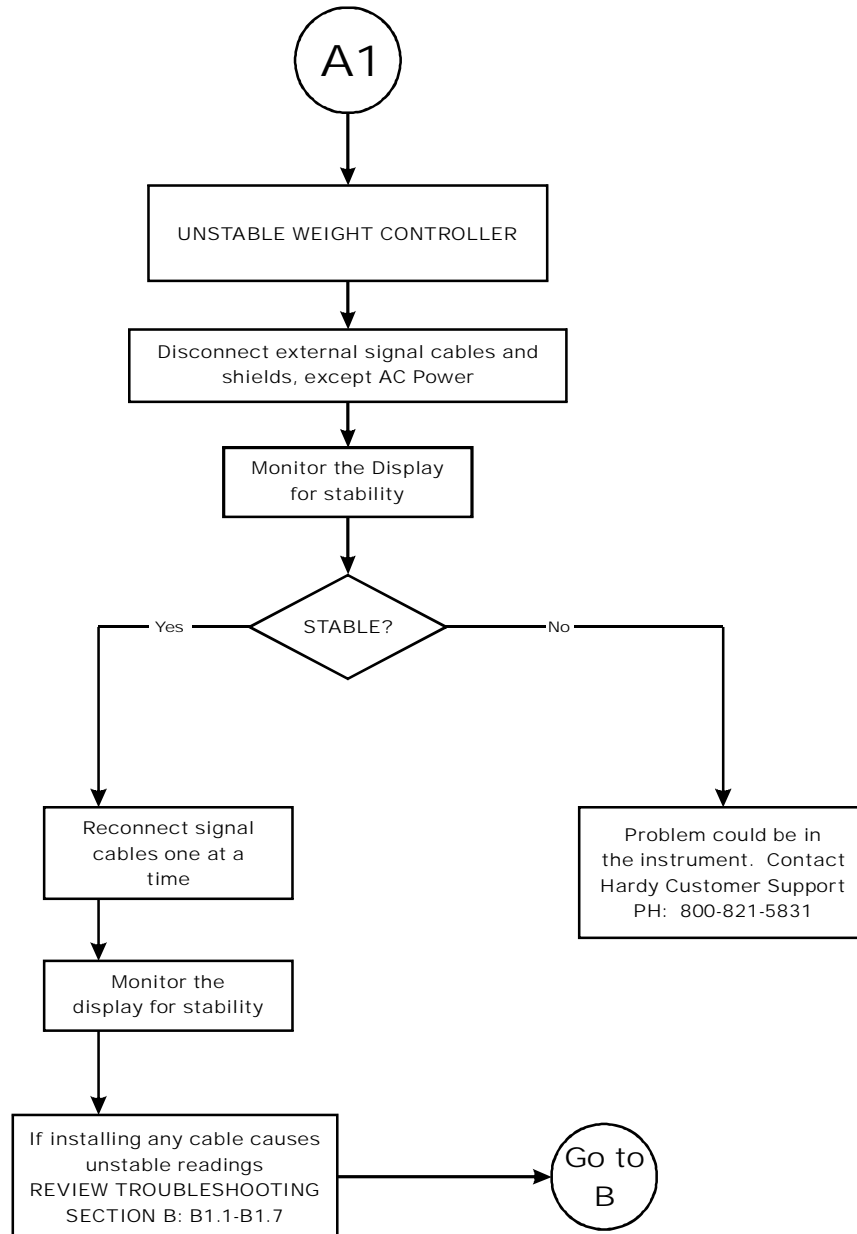 A1
UNSTABLE WEIGHT CONTROLLER
Disconnect external signal cables and
shields, except AC Power
Monitor the Display
for stability
STABLE?
Yes
No
Reconnect signal
cables one at a
time
Problem could be in
the instrument. Contact
Hardy Customer Support
PH: 800-821-5831
Monitor the
display for stability
If installing any cable causes
unstable readings
REVIEW TROUBLESHOOTING
SECTION B: B1.1-B1.7
Go to
B